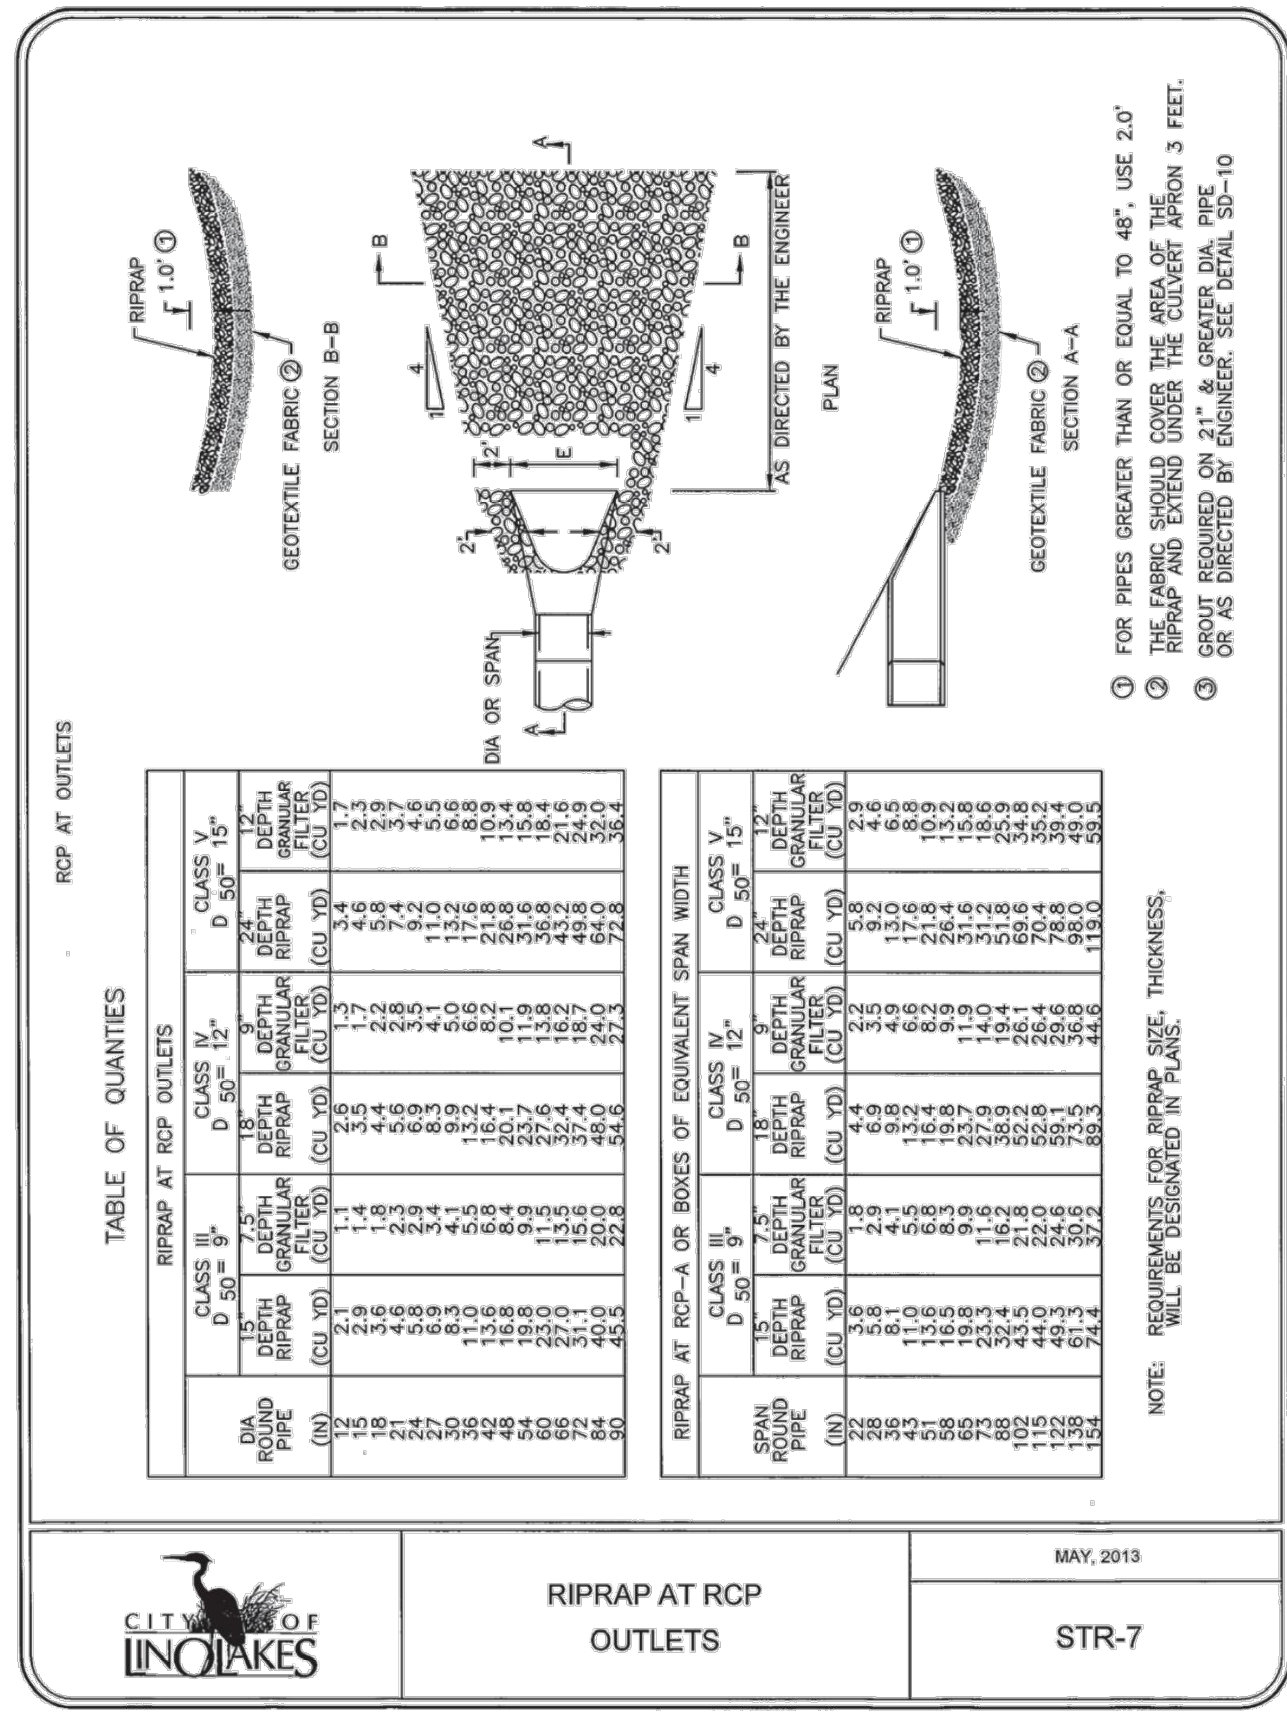 RCP AT OUTLETS
TABLE OF QUANTIES
RIPRAP AT RCP OUTLETS
CLASS III CLASS IV CLASS V
D 50= 9" D 50= 12" D 50= 15"
DIA 15" 7.5" 18" 9" 24" 12"
ROUND DEPTH DEPTH DEPTH DEPTH DEPTH DEPTH
PIPE RIPRAP GRANULAR RIPRAP GRANULAR RIPRAP GRANULAR
FILTER FILTER FILTER
(IN) (CU YD) (CU YD) (CU YD) (CU YD) (CU YD) (CU YD)
12 2.1 1.1 2.6 1.3 3.4 1.7
15 2.9 1.4 3.5 1.7 4.6 2.3
18 3.6 1.8 4.4 2.2 5.8 2.9
21 4.6 2.3 5.6 2.8 7.4 3.7
24 5.8 2.9 6.9 3.5 9.2 4.6
27 6.9 3.4 8.3 4.1 11.0 5.5
30 8.3 4.1 9.9 5.0 13.2 6.6
36 11.0 5.5 13.2 6.6 17.6 8.8
42 13.6 6.8 16.4 8.2 21.8 10.9
48 16.8 8.4 20.1 10.1 26.8 13.4
54 19.8 19.9 23.7 11.9 31.6 15.8
60 23.0 11.5 27.6 13.8 36.8 18.4
66 27.0 13.5 32.4 16.2 43.2 21.6
72 31.1 15.6 37.4 18.7 49.8 24.9
84 40.0 20.0 48.0 24.0 64.0 32.0
90 45.5 22.8 54.6 27.3 72.8 36.4
RIPRAP AT RCP-A OR BOXES OF EQUIVALENT SPAN WIDTH
CLASS III CLASS IV CLASS V
D 50= 9" D 50= 12" D 50= 15"
SPAN 15" 7.5" 18" 9" 24" 12"
ROUND DEPTH DEPTH DEPTH DEPTH DEPTH DEPTH
PIPE RIPRAP GRANULAR RIPRAP GRANULAR RIPRAP GRANULAR
FILTER FILTER FILTER
(IN) (CU YD) (CU YD) (CU YD) (CU YD) (CU YD) (CU YD)
22 3.6 1.8 4.4 2.2 5.8 2.9
28 5.8 2.9 6.9 3.5 9.2 4.6
36 8.1 4.1 9.8 4.9 13.0 6.5
43 11.0 5.5 13.2 6.6 17.6 8.8
51 13.6 6.8 16.4 8.2 21.8 10.9
58 16.5 8.3 19.8 9.9 26.4 13.2
65 19.8 9.9 23.7 11.9 31.6 15.8
73 23.3 11.6 27.9 14.0 31.2 18.6
88 32.4 16.2 38.9 19.4 51.8 25.9
102 43.5 21.8 52.2 26.1 69.6 34.8
115 44.0 22.0 52.8 26.4 70.4 35.2
122 49.3 24.6 59.1 29.6 78.8 39.4
138 61.3 30.6 73.5 36.8 98.0 49.0
154 74.4 37.2 89.3 44.6 119.0 59.5
NOTE: REQUIREMENTS FOR RIPRAP SIZE, THICKNESS,
WILL BE DESIGNATED IN PLANS.
RIPRAP
1.0' ①
GEOTEXTILE FABRIC ②
SECTION B-B
B
B
A
A
4
1
4
1
2'
E
2'
2'
DIA OR SPAN
AS DIRECTED BY THE ENGINEER
PLAN
RIPRAP
1.0' ①
GEOTEXTILE FABRIC ②
SECTION A-A
① FOR PIPES GREATER THAN OR EQUAL TO 48", USE 2.0'
② THE FABRIC SHOULD COVER THE AREA OF THE
RIPRAP AND EXTEND UNDER THE CULVERT APRON 3 FEET.
③ GROUT REQUIRED ON 21" & GREATER DIA. PIPE
OR AS DIRECTED BY ENGINEER. SEE DETAIL SD-10
CITY OF
LINO LAKES
RIPRAP AT RCP
OUTLETS
MAY, 2013
STR-7